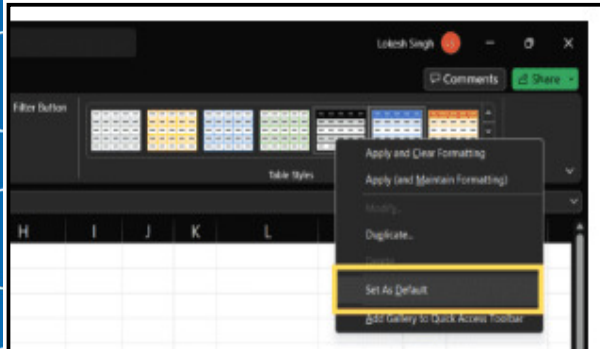 Lokesh Singh
Comments
Share
Filter Button
Table Styles
Apply and Clear Formatting
Apply (and Maintain Formatting)
Modify...
Duplicate...
Delete...
Set As Default
Add Gallery to Quick Access Toolbar
H I J K L